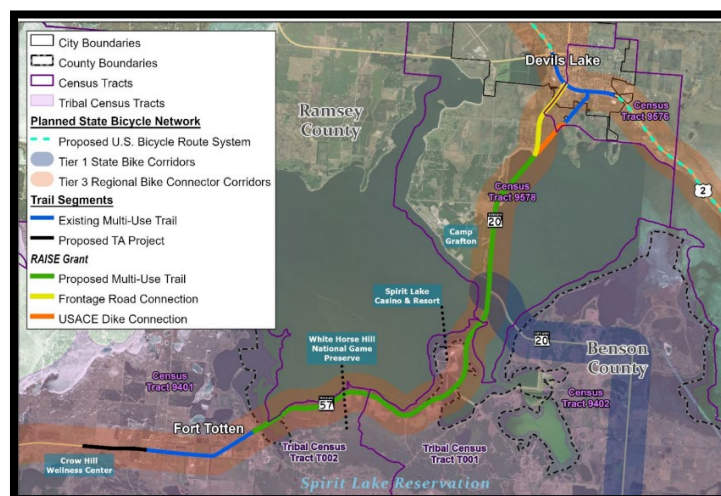 City Boundaries
County Boundaries
Census Tracts
Tribal Census Tracts
Planned State Bicycle Network
Proposed U.S. Bicycle Route System
Tier 1 State Bike Corridors
Tier 3 Regional Bike Connector Corridors
Trail Segments
Existing Multi-Use Trail
Proposed TA Project
RAISE Grant
Proposed Multi-Use Trail
Frontage Road Connection
USACE Dike Connection
Devils Lake
Ramsey
County
Census
Tract 9576
2
Census
Tract 9578
20
Camp
Grafton
Spirit Lake
Casino & Resort
White Horse Hill
National Game
Preserve
20
Benson
County
Census
Tract 9401
Census
Tract 9402
57
Fort Totten
Tribal Census
Tract T002
Tribal Census
Tract T001
Crow Hill
Wellness Center
Spirit Lake Reservation